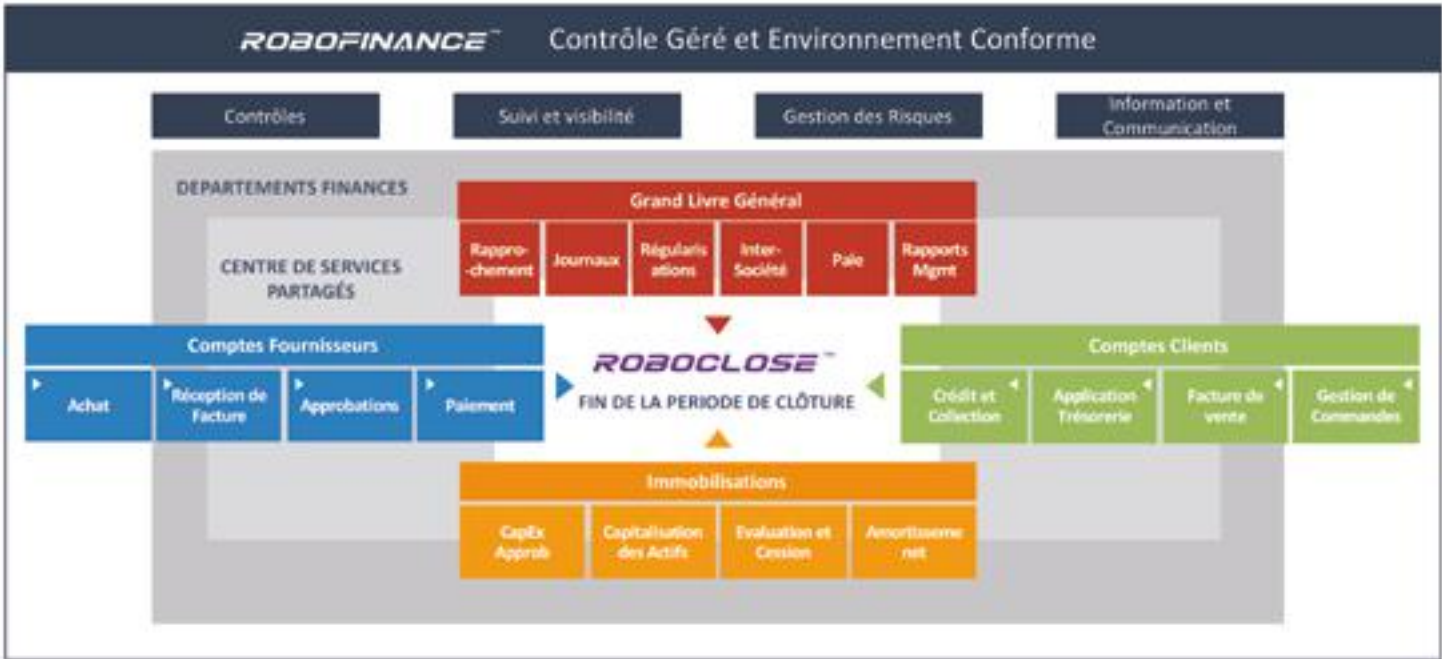 ROBOFINANCE™ Contrôle Géré et Environnement Conforme
Contrôles
Suivi et visibilité
Gestion des Risques
Information et
Communication
DEPARTEMENTS FINANCES
Grand Livre Général
Rappro-
-chement
Journaux
Régularis
ations
Inter-
Société
Paie
Rapports
Mgmt
CENTRE DE SERVICES
PARTAGÉS
Comptes Fournisseurs
Achat
Réception de
Facture
Approbations
Paiement
ROBOCLOSE™
FIN DE LA PERIODE DE CLÔTURE
Comptes Clients
Crédit et
Collection
Application
Trésorerie
Facture de
vente
Gestion de
Commandes
Immobilisations
CapEx
Approb
Capitalisation
des Actifs
Evaluation et
Cession
Amortisseme
net